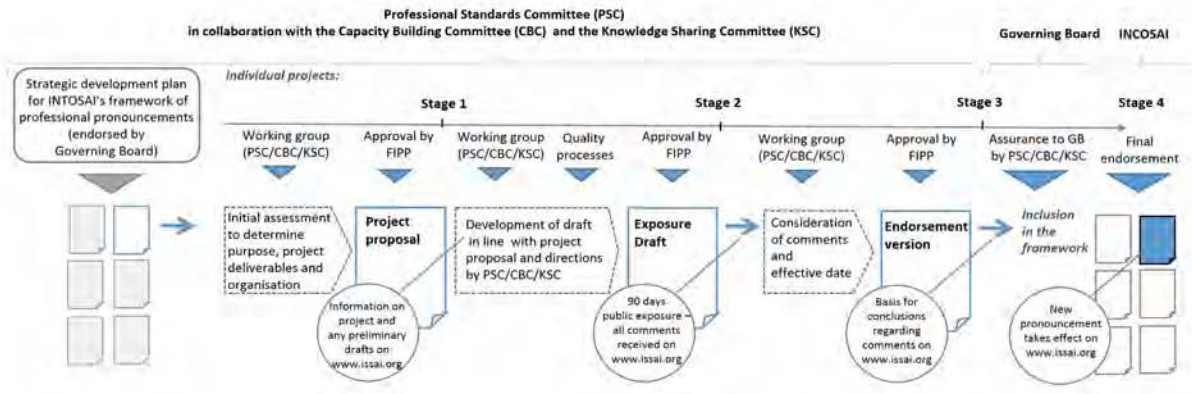 Professional Standards Committee (PSC)
in collaboration with the Capacity Building Committee (CBC) and the Knowledge Sharing Committee (KSC)
Governing Board
INCOSAI
Strategic development plan
for INTOSAI's framework of
professional pronouncements
(endorsed by
Governing Board)
Individual projects:
Stage 1
Stage 2
Stage 3
Stage 4
Working group
(PSC/CBC/KSC)
Approval by
FIPP
Working group
(PSC/CBC/KSC)
Quality
processes
Approval by
FIPP
Working group
(PSC/CBC/KSC)
Approval by
FIPP
Assurance to GB
by PSC/CBC/KSC
Final
endorsement
Initial assessment
to determine
purpose, project
deliverables and
organisation
Project
proposal
Information on
project and
any preliminary
drafts on
www.issai.org
Development of draft
in line with project
proposal and directions
by PSC/CBC/KSC
Exposure
Draft
90 days
public exposure –
all comments
received on
www.issai.org
Consideration
of comments
and
effective date
Endorsement
version
Basis for
conclusions
regarding
comments on
www.issai.org
Inclusion
in the
framework
New
pronouncement
takes effect on
www.issai.org